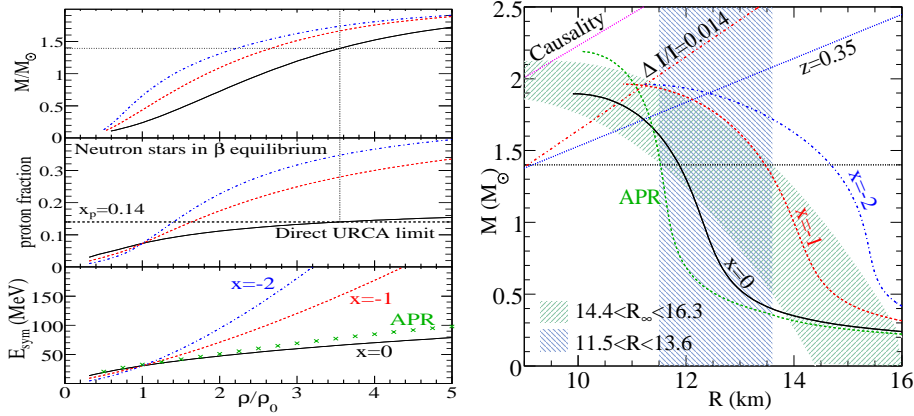 M/M⊙
1.5
1
0.5
0
Neutron stars in β equilibrium
proton fraction
0.3
0.2
x_P=0.14
0.1
Direct URCA limit
0
E_sym (MeV)
150
100
50
x=-2
x=-1
APR
x=0
0 1 2 3 4 5
ρ/ρ_0
M (M⊙)
2.5
2
1.5
1
0.5
0
Causality
Δ I/I=0.014
z=0.35
APR
x=0
x=-1
x=-2
14.4<R_∞<16.3
11.5<R<13.6
10 12 14 16
R (km)